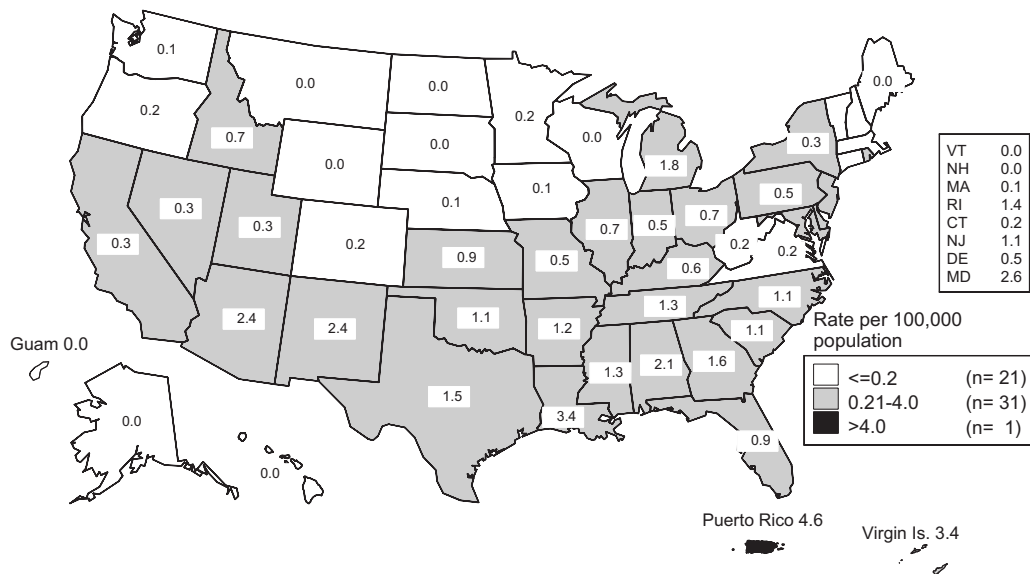 0.1
0.0
0.0
0.2
0.0
0.2
0.7
0.0
0.0
0.0
1.8
0.3
0.1
0.1
0.5
0.3
0.3
0.3
0.2
0.9
0.5
0.7
0.5
0.7
0.2
0.2
0.6
2.4
2.4
1.1
1.2
1.3
1.1
1.1
1.5
3.4
1.3
2.1
1.6
0.9
VT 0.0
NH 0.0
MA 0.1
RI 1.4
CT 0.2
NJ 1.1
DE 0.5
MD 2.6
Rate per 100,000
population
<=0.2 (n= 21)
0.21-4.0 (n= 31)
>4.0 (n= 1)
Guam 0.0
0.0
0.0
Puerto Rico 4.6
Virgin Is. 3.4